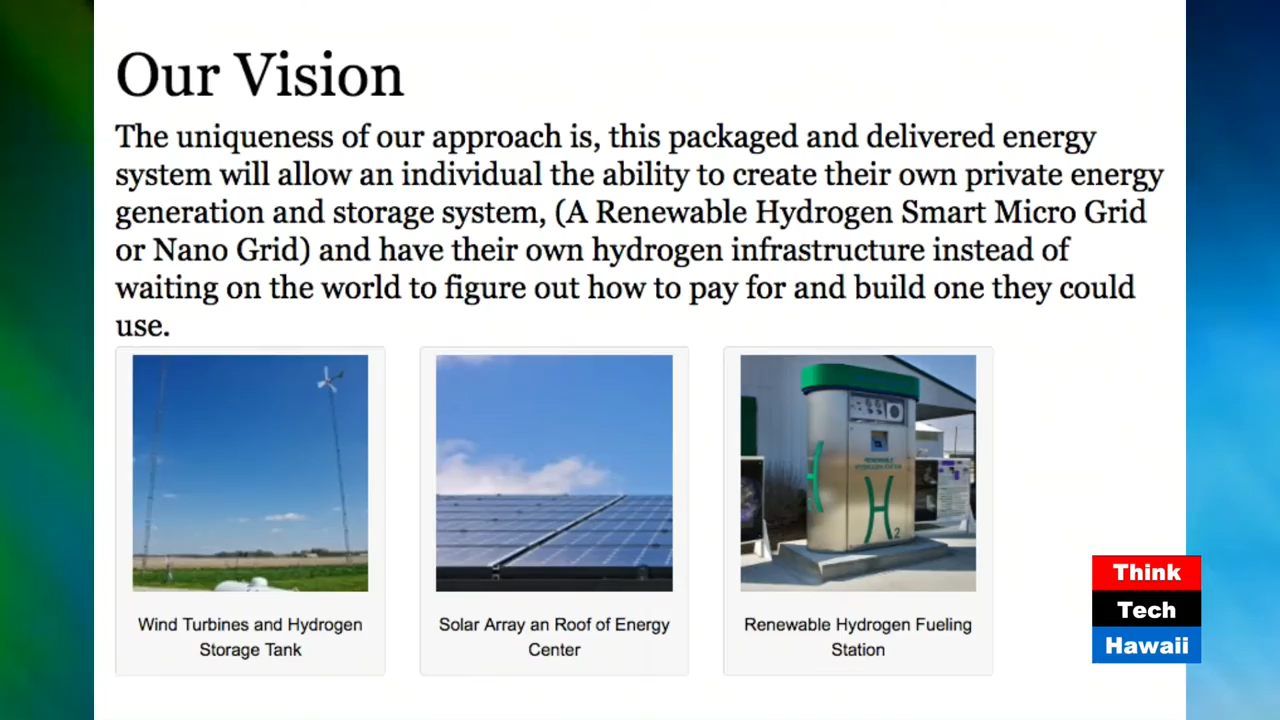 Our Vision
The uniqueness of our approach is, this packaged and delivered energy
system will allow an individual the ability to create their own private energy
generation and storage system, (A Renewable Hydrogen Smart Micro Grid
or Nano Grid) and have their own hydrogen infrastructure instead of
waiting on the world to figure out how to pay for and build one they could
use.
RENEWABLE
HYDROGEN STATION
H2
Wind Turbines and Hydrogen
Storage Tank
Solar Array an Roof of Energy
Center
Renewable Hydrogen Fueling
Station
Think
Tech
Hawaii